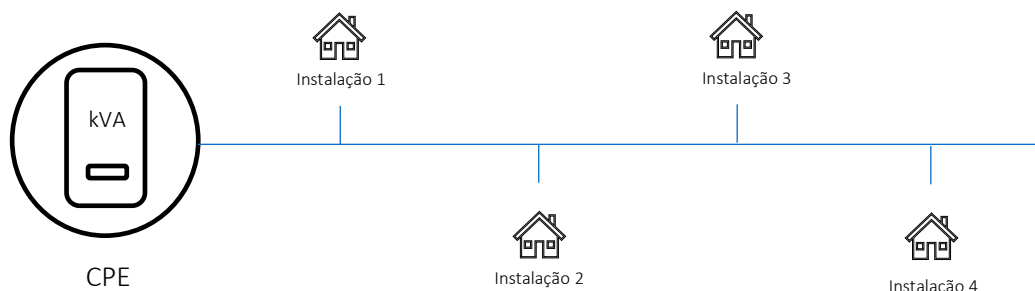 Instalação 1
Instalação 3
kVA
CPE
Instalação 2
Instalação 4